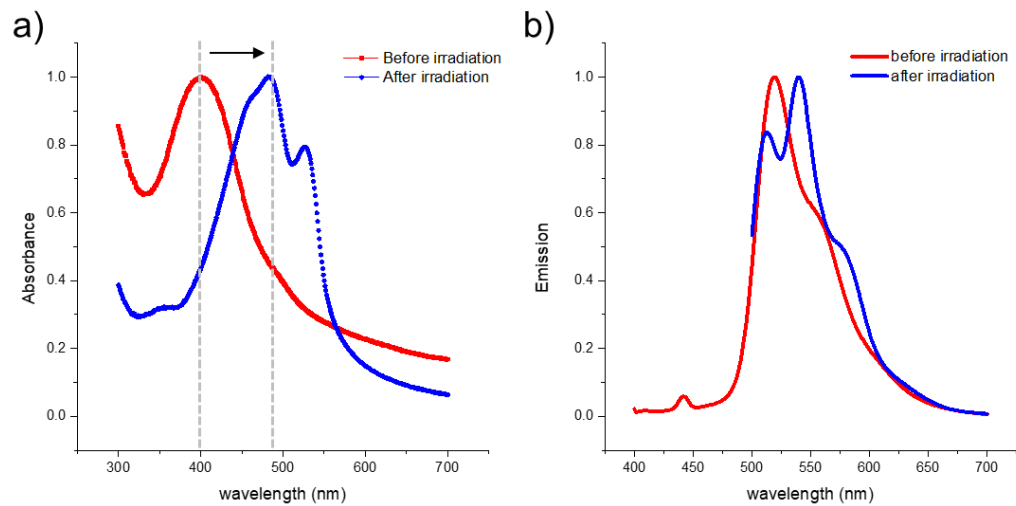 a)
Before irradiation
After irradiation
1.0
0.8
0.6
0.4
0.2
0.0
Absorbance
300
400
500
600
700
wavelength (nm)
b)
before irradiation
after irradiation
1.0
0.8
0.6
0.4
0.2
0.0
Emission
400
450
500
550
600
650
700
wavelength (nm)